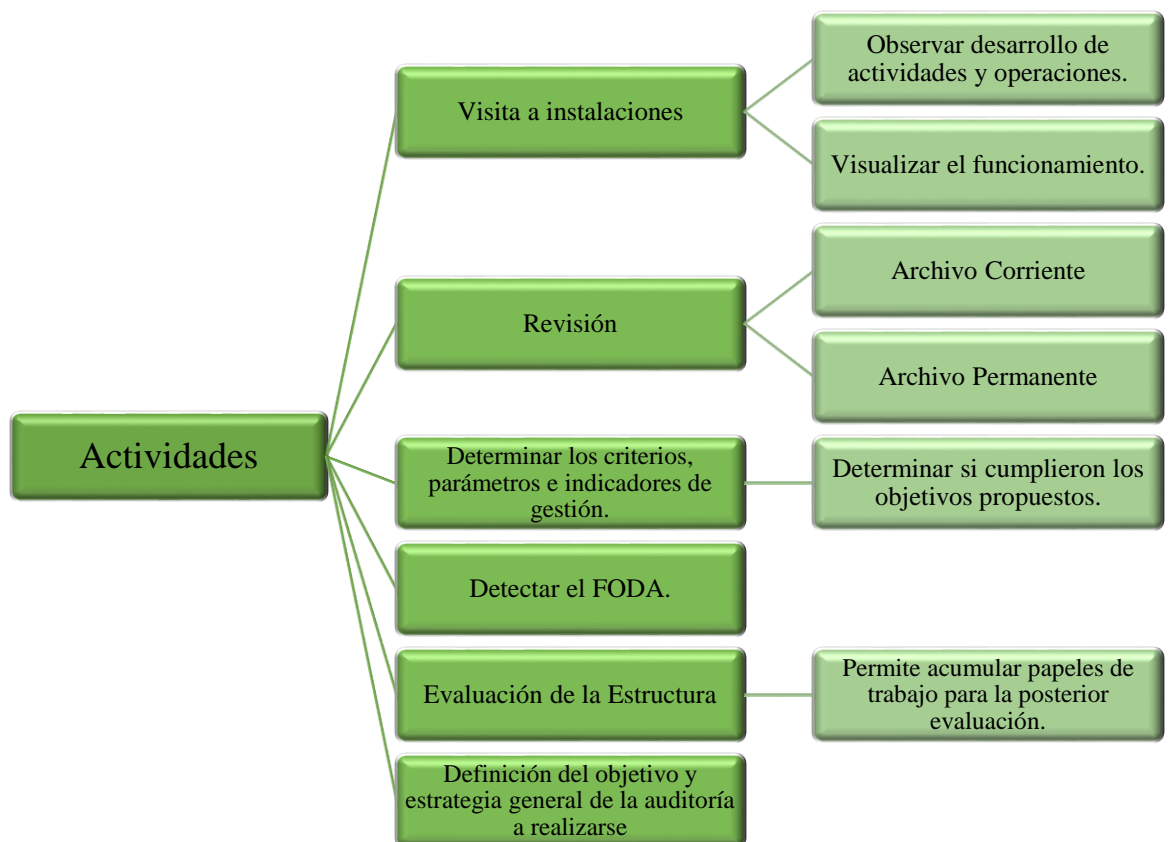 Actividades
Visita a instalaciones
Observar desarrollo de
actividades y operaciones.
Visualizar el funcionamiento.
Revisión
Archivo Corriente
Archivo Permanente
Determinar los criterios,
parámetros e indicadores de
gestión.
Determinar si cumplieron los
objetivos propuestos.
Detectar el FODA.
Evaluación de la Estructura
Permite acumular papeles de
trabajo para la posterior
evaluación.
Definición del objetivo y
estrategia general de la auditoría
a realizarse